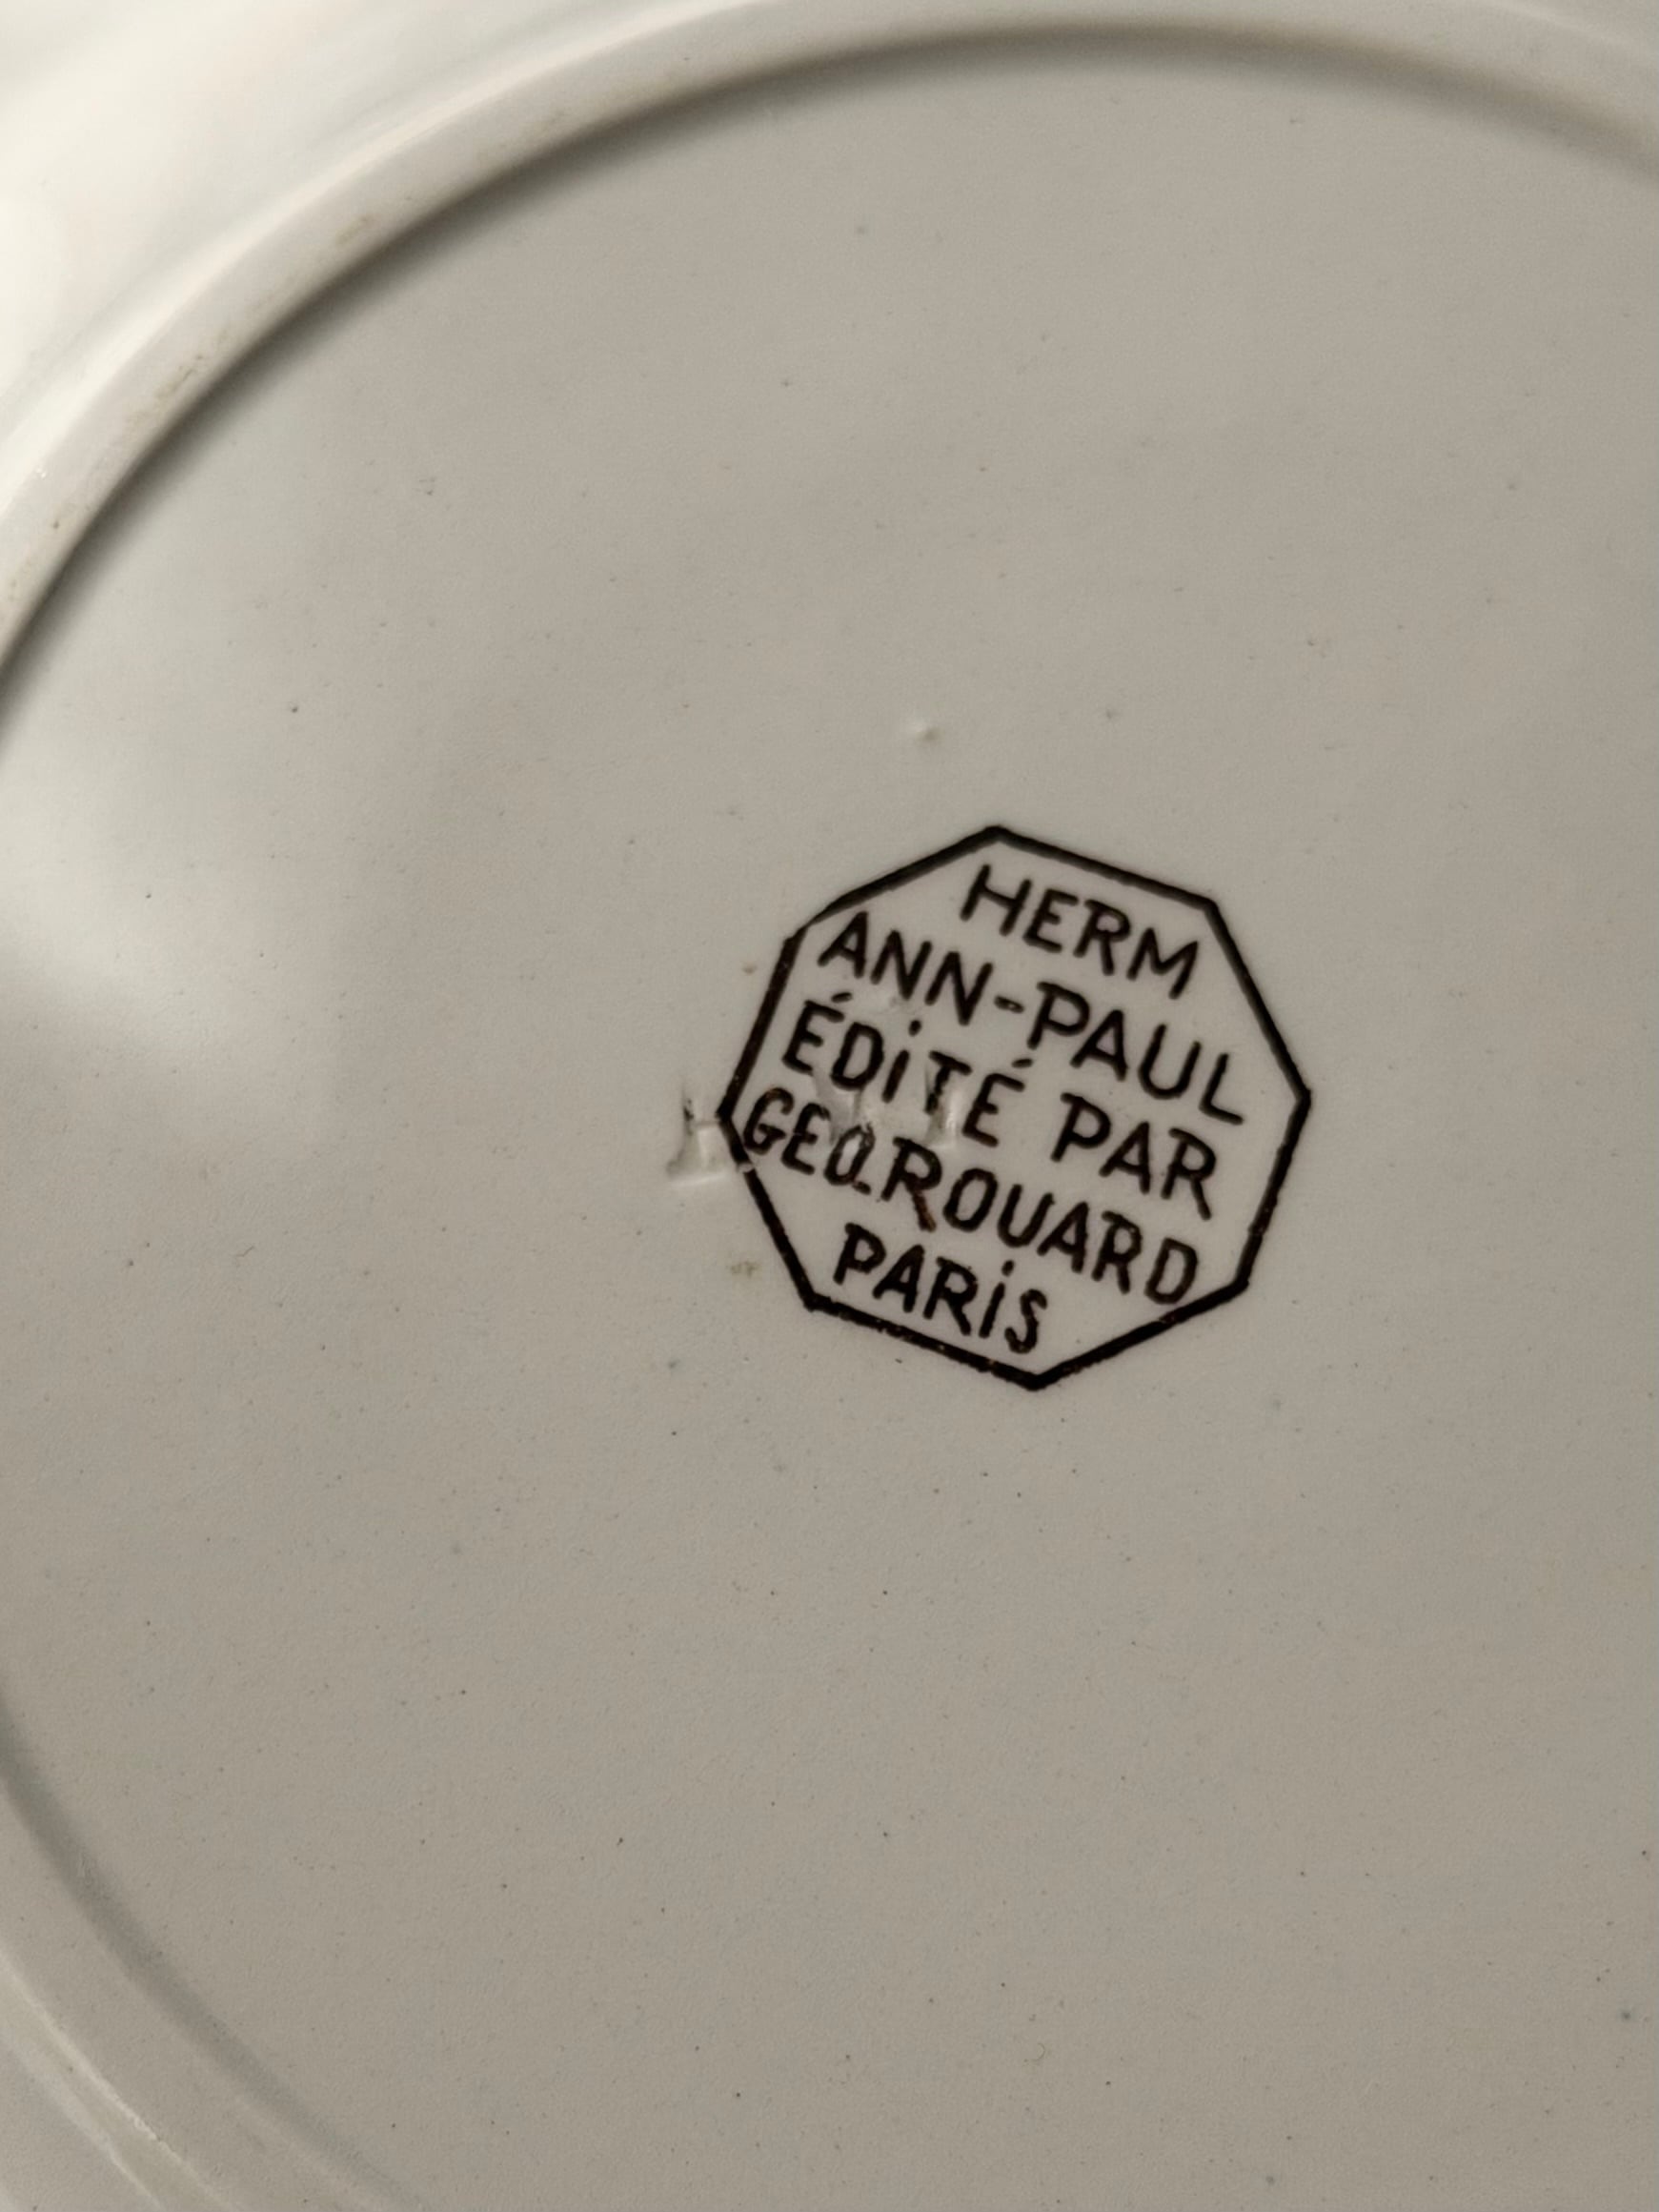 HERM
ANN-PAUL
ÉDiTÉ PAR
GEO.ROUARD
PARiS